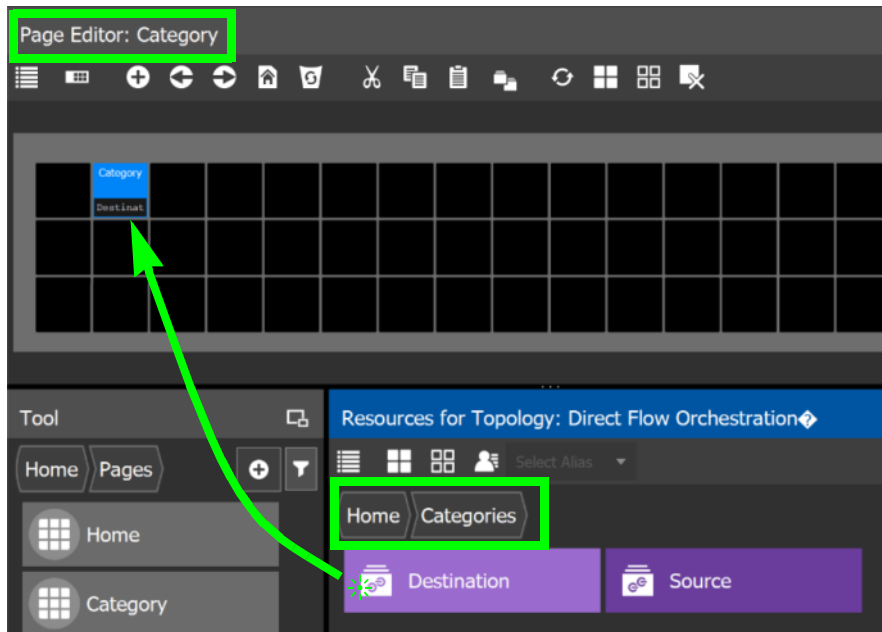 Page Editor: Category
Category
Destinat
Tool
Resources for Topology: Direct Flow Orchestration�
Home Pages
Select Alias
Home Categories
Home
Destination Source
Category